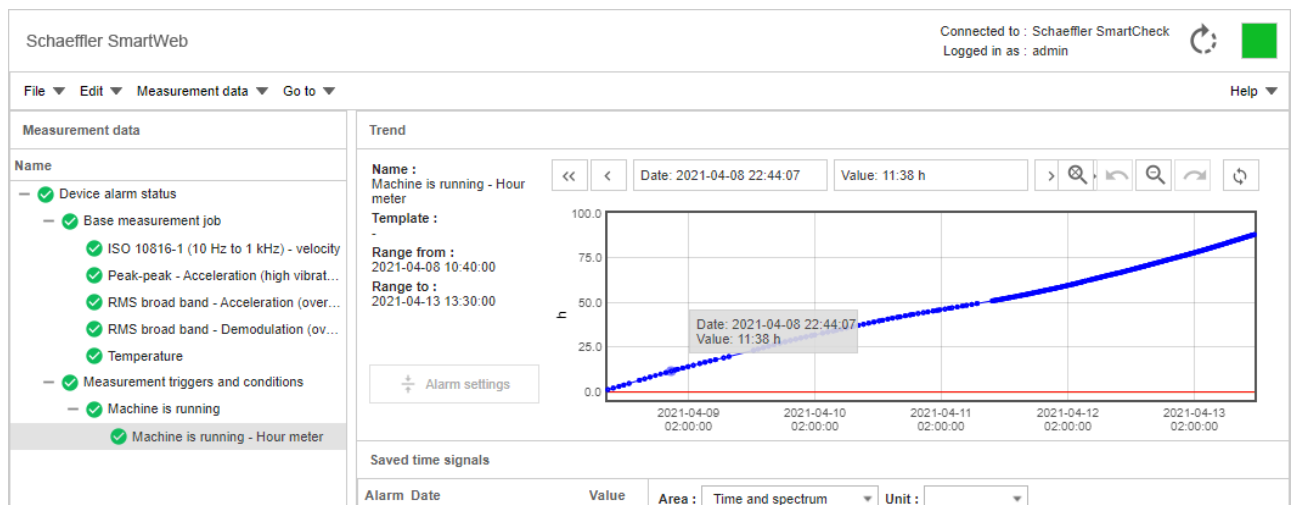 Schaeffler SmartWeb
Connected to : Schaeffler SmartCheck
Logged in as : admin
File Edit Measurement data Go to Help
Measurement data
Name
Device alarm status
Base measurement job
ISO 10816-1 (10 Hz to 1 kHz) - velocity
Peak-peak - Acceleration (high vibrat...
RMS broad band - Acceleration (over...
RMS broad band - Demodulation (ov...
Temperature
Measurement triggers and conditions
Machine is running
Machine is running - Hour meter
Trend
Name :
Machine is running - Hour
meter
Template :
-
Range from :
2021-04-08 10:40:00
Range to :
2021-04-13 13:30:00
Alarm settings
<< < Date: 2021-04-08 22:44:07 Value: 11:38 h >
100.0
75.0
50.0
25.0
0.0
h
Date: 2021-04-08 22:44:07
Value: 11:38 h
2021-04-09 2021-04-10 2021-04-11 2021-04-12 2021-04-13
02:00:00 02:00:00 02:00:00 02:00:00 02:00:00
Saved time signals
Alarm Date Value
Area : Time and spectrum Unit :